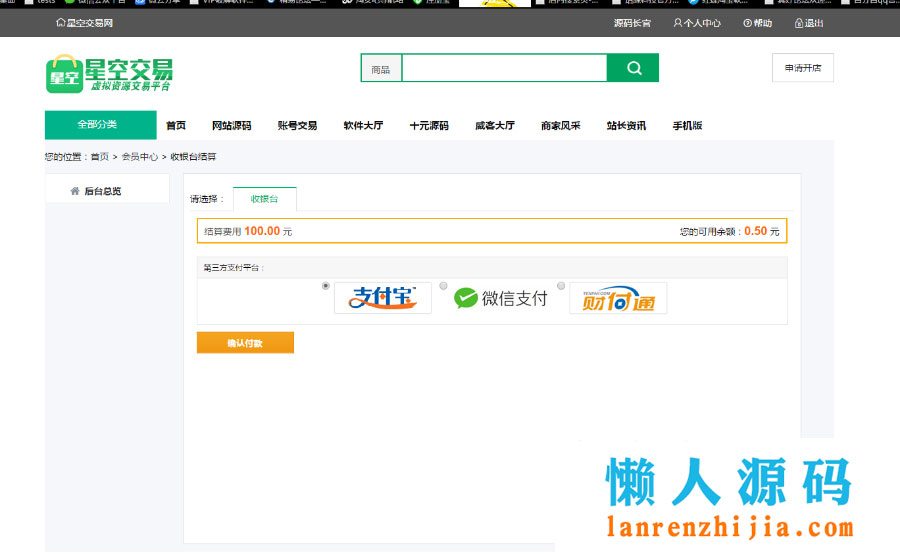 星空交易网 源码长官 个人中心 帮助 退出
星空 星空交易
虚拟资源交易平台
商品
申请开店
全部分类 首页 网站源码 账号交易 软件大厅 十元源码 威客大厅 商家风采 站长资讯 手机版
您的位置：首页 > 会员中心 > 收银台结算
后台总览
请选择： 收银台
结算费用 100.00 元 您的可用余额：0.50 元
第三方支付平台：
支付宝 微信支付 财付通
确认付款
懒人源码
lanrenzhijia.com